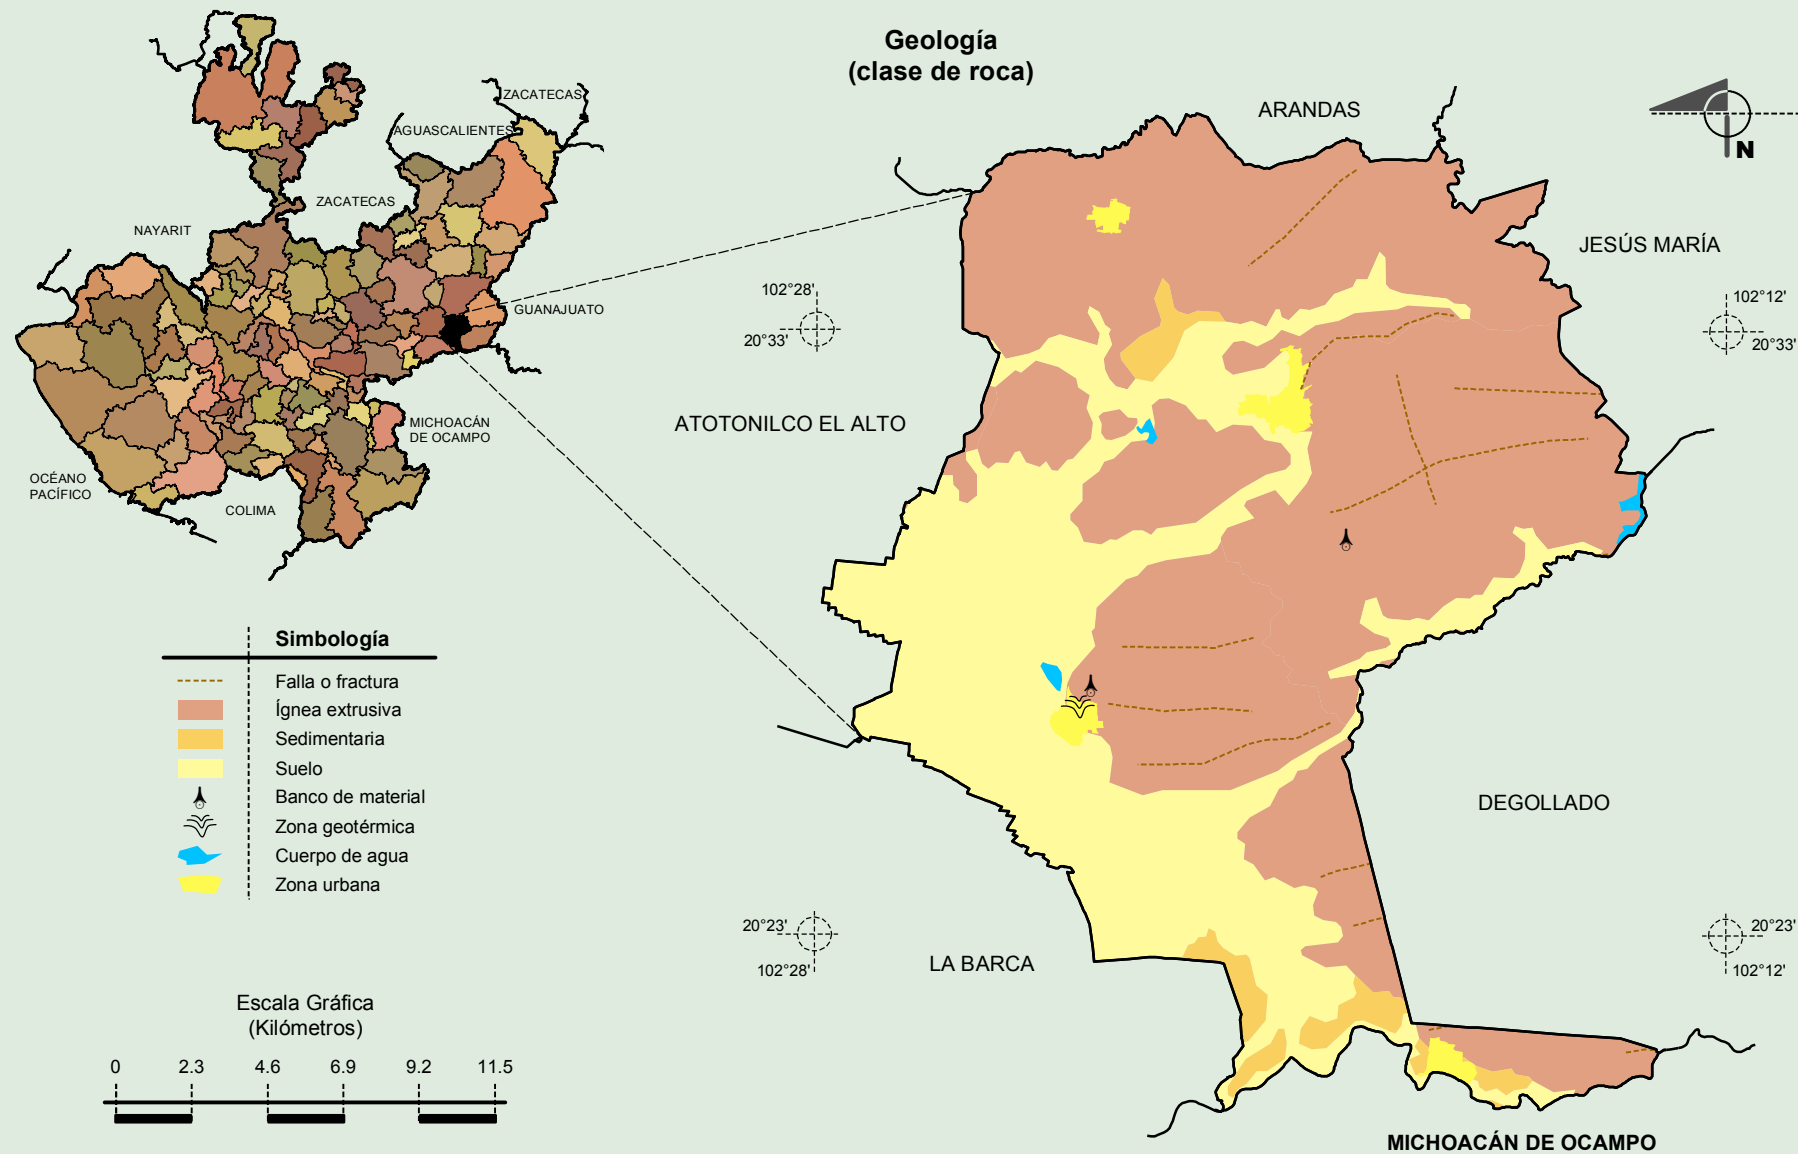 Geología
(clase de roca)
ZACATECAS
AGUASCALIENTES
ZACATECAS
NAYARIT
GUANAJUATO
MICHOACÁN
DE OCAMPO
OCÉANO
PACÍFICO
COLIMA
ARANDAS
N
JESÚS MARÍA
102°28'
20°33'
102°12'
20°33'
ATOTONILCO EL ALTO
DEGOLLADO
20°23'
102°28'
LA BARCA
20°23'
102°12'
MICHOACÁN DE OCAMPO
Simbología
Falla o fractura
Ígnea extrusiva
Sedimentaria
Suelo
Banco de material
Zona geotérmica
Cuerpo de agua
Zona urbana
Escala Gráfica
(Kilómetros)
0 2.3 4.6 6.9 9.2 11.5